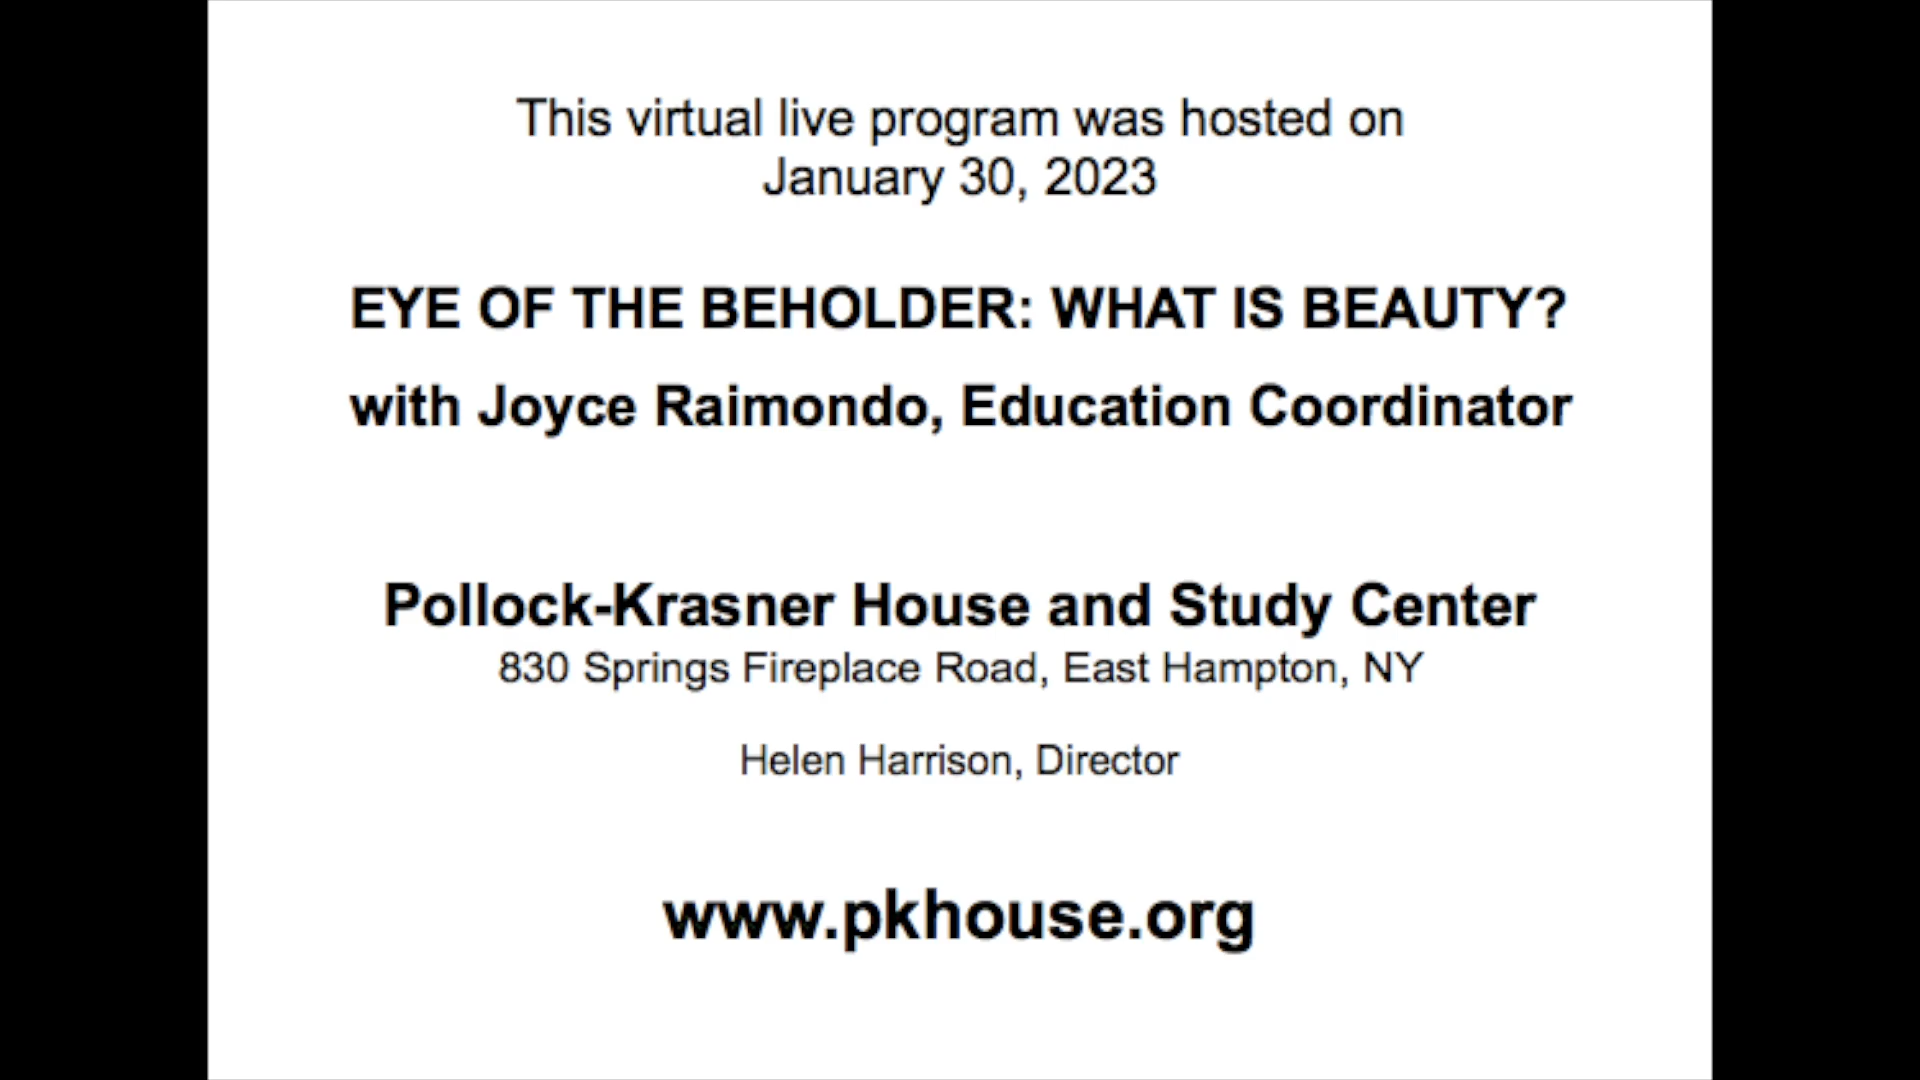 This virtual live program was hosted on
January 30, 2023
EYE OF THE BEHOLDER: WHAT IS BEAUTY?
with Joyce Raimondo, Education Coordinator
Pollock-Krasner House and Study Center
830 Springs Fireplace Road, East Hampton, NY
Helen Harrison, Director
www.pkhouse.org